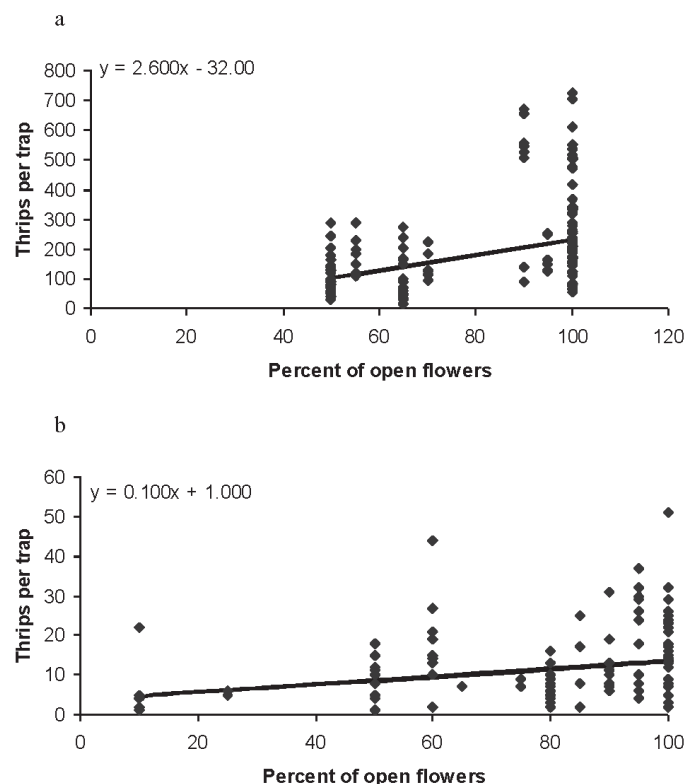 a
y = 2.600x - 32.00
800
700
600
500
400
300
200
100
0
Thrips per trap
0 20 40 60 80 100 120
Percent of open flowers
b
y = 0.100x + 1.000
60
50
40
30
20
10
0
Thrips per trap
0 20 40 60 80 100
Percent of open flowers